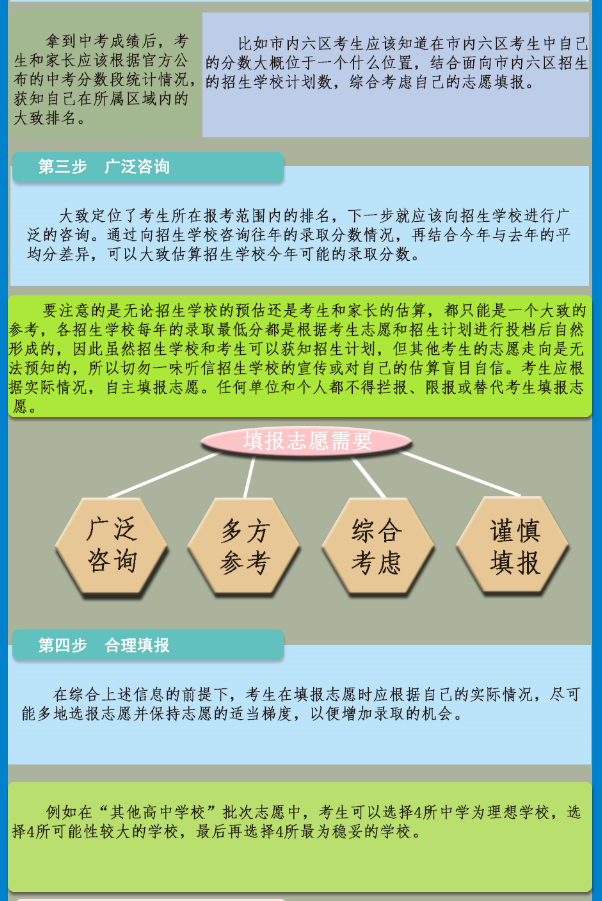 拿到中考成绩后，考
生和家长应该根据官方公
布的中考分数段统计情况，
获知自己在所属区域内的
大致排名。
比如市内六区考生应该知道在市内六区考生中自己
的分数大概位于一个什么位置，结合面向市内六区招生
的招生学校计划数，综合考虑自己的志愿填报。
第三步 广泛咨询
大致定位了考生所在报考范围内的排名，下一步就应该向招生学校进行广
泛的咨询。通过向招生学校咨询往年的录取分数情况，再结合今年与去年的平
均分差异，可以大致估算招生学校今年可能的录取分数。
要注意的是无论招生学校的预估还是考生和家长的估算，都只能是一个大致的
参考，各招生学校每年的录取最低分都是根据考生志愿和招生计划进行投档后自然
形成的，因此虽然招生学校和考生可以获知招生计划，但其他考生的志愿走向是无
法预知的，所以切勿一味听信招生学校的宣传或对自己的估算盲目自信。考生应根
据实际情况，自主填报志愿。任何单位和个人都不得拦报、限报或替代考生填报志
愿。
填报志愿需要
广泛
咨询
多方
参考
综合
考虑
谨慎
填报
第四步 合理填报
在综合上述信息的前提下，考生在填报志愿时应根据自己的实际情况，尽可
能多地选报志愿并保持志愿的适当梯度，以便增加录取的机会。
例如在“其他高中学校”批次志愿中，考生可以选择4所中学为理想学校，选
择4所可能性较大的学校，最后再选择4所最为稳妥的学校。